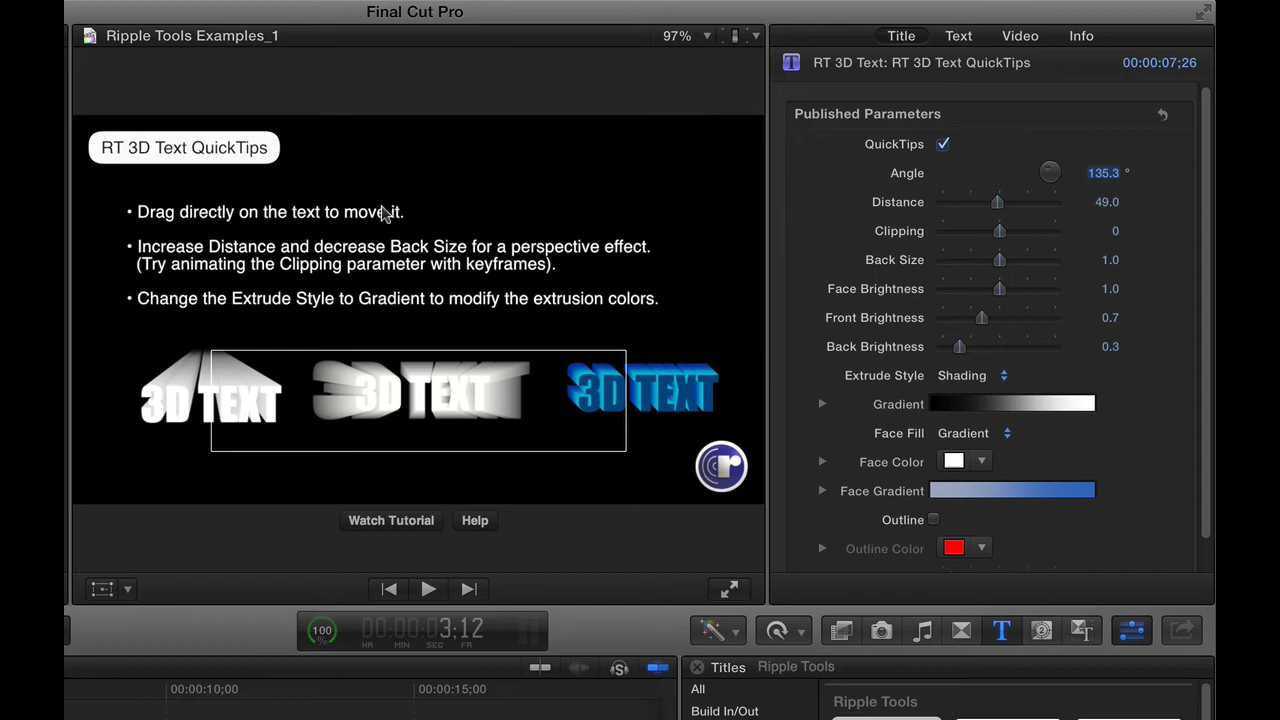 Final Cut Pro
Ripple Tools Examples_1
97%
Title Text Video Info
RT 3D Text: RT 3D Text QuickTips
00:00:07;26
Published Parameters
RT 3D Text QuickTips
• Drag directly on the text to move it.
• Increase Distance and decrease Back Size for a perspective effect.
(Try animating the Clipping parameter with keyframes).
• Change the Extrude Style to Gradient to modify the extrusion colors.
3D TEXT 3D TEXT 3D TEXT
r
Watch Tutorial Help
QuickTips
Angle 135.3 °
Distance 49.0
Clipping 0
Back Size 1.0
Face Brightness 1.0
Front Brightness 0.7
Back Brightness 0.3
Extrude Style Shading
Gradient
Face Fill Gradient
Face Color
Face Gradient
Outline
Outline Color
100 %
00:00:03;12
HR MIN SEC FR
00:00:10;00 00:00:15;00
Titles Ripple Tools
All
Build In/Out
Ripple Tools